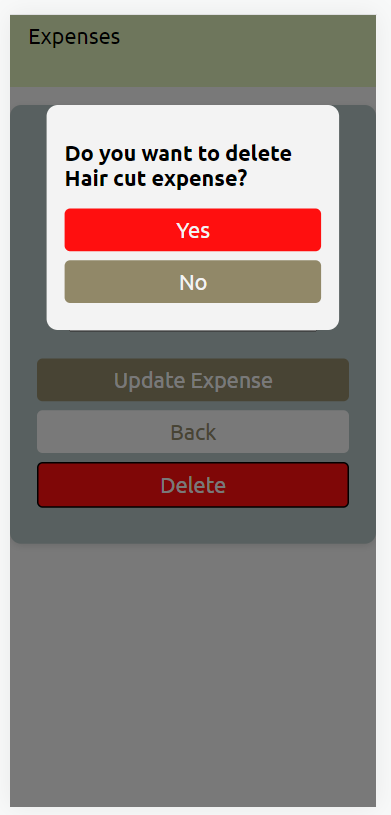 Expenses
Do you want to delete
Hair cut expense?
Yes
No
Update Expense
Back
Delete